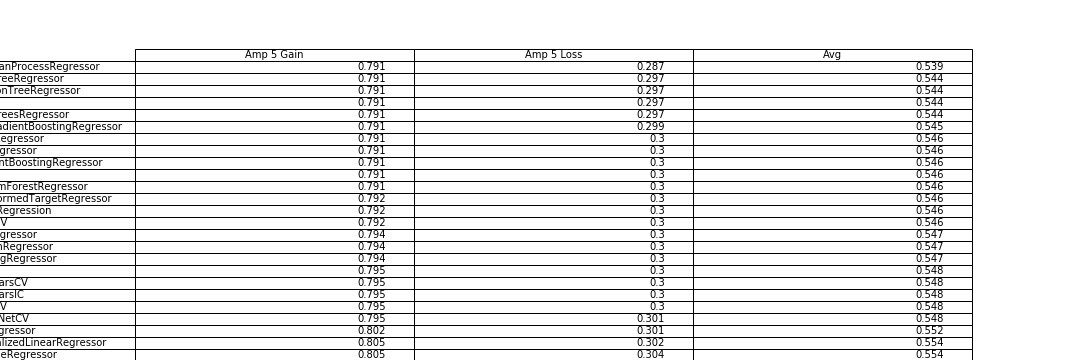 Amp 5 Gain Amp 5 Loss Avg
anProcessRegressor 0.791 0.287 0.539
reeRegressor 0.791 0.297 0.544
onTreeRegressor 0.791 0.297 0.544
0.791 0.297 0.544
reesRegressor 0.791 0.297 0.544
adientBoostingRegressor 0.791 0.299 0.545
Regressor 0.791 0.3 0.546
gressor 0.791 0.3 0.546
ntBoostingRegressor 0.791 0.3 0.546
0.791 0.3 0.546
mForestRegressor 0.791 0.3 0.546
ormedTargetRegressor 0.792 0.3 0.546
Regression 0.792 0.3 0.546
V 0.792 0.3 0.546
gressor 0.794 0.3 0.547
nRegressor 0.794 0.3 0.547
gRegressor 0.794 0.3 0.547
0.795 0.3 0.548
arsCV 0.795 0.3 0.548
arsIC 0.795 0.3 0.548
V 0.795 0.3 0.548
NetCV 0.795 0.301 0.548
gressor 0.802 0.301 0.552
alizedLinearRegressor 0.805 0.302 0.554
eRegressor 0.805 0.304 0.554